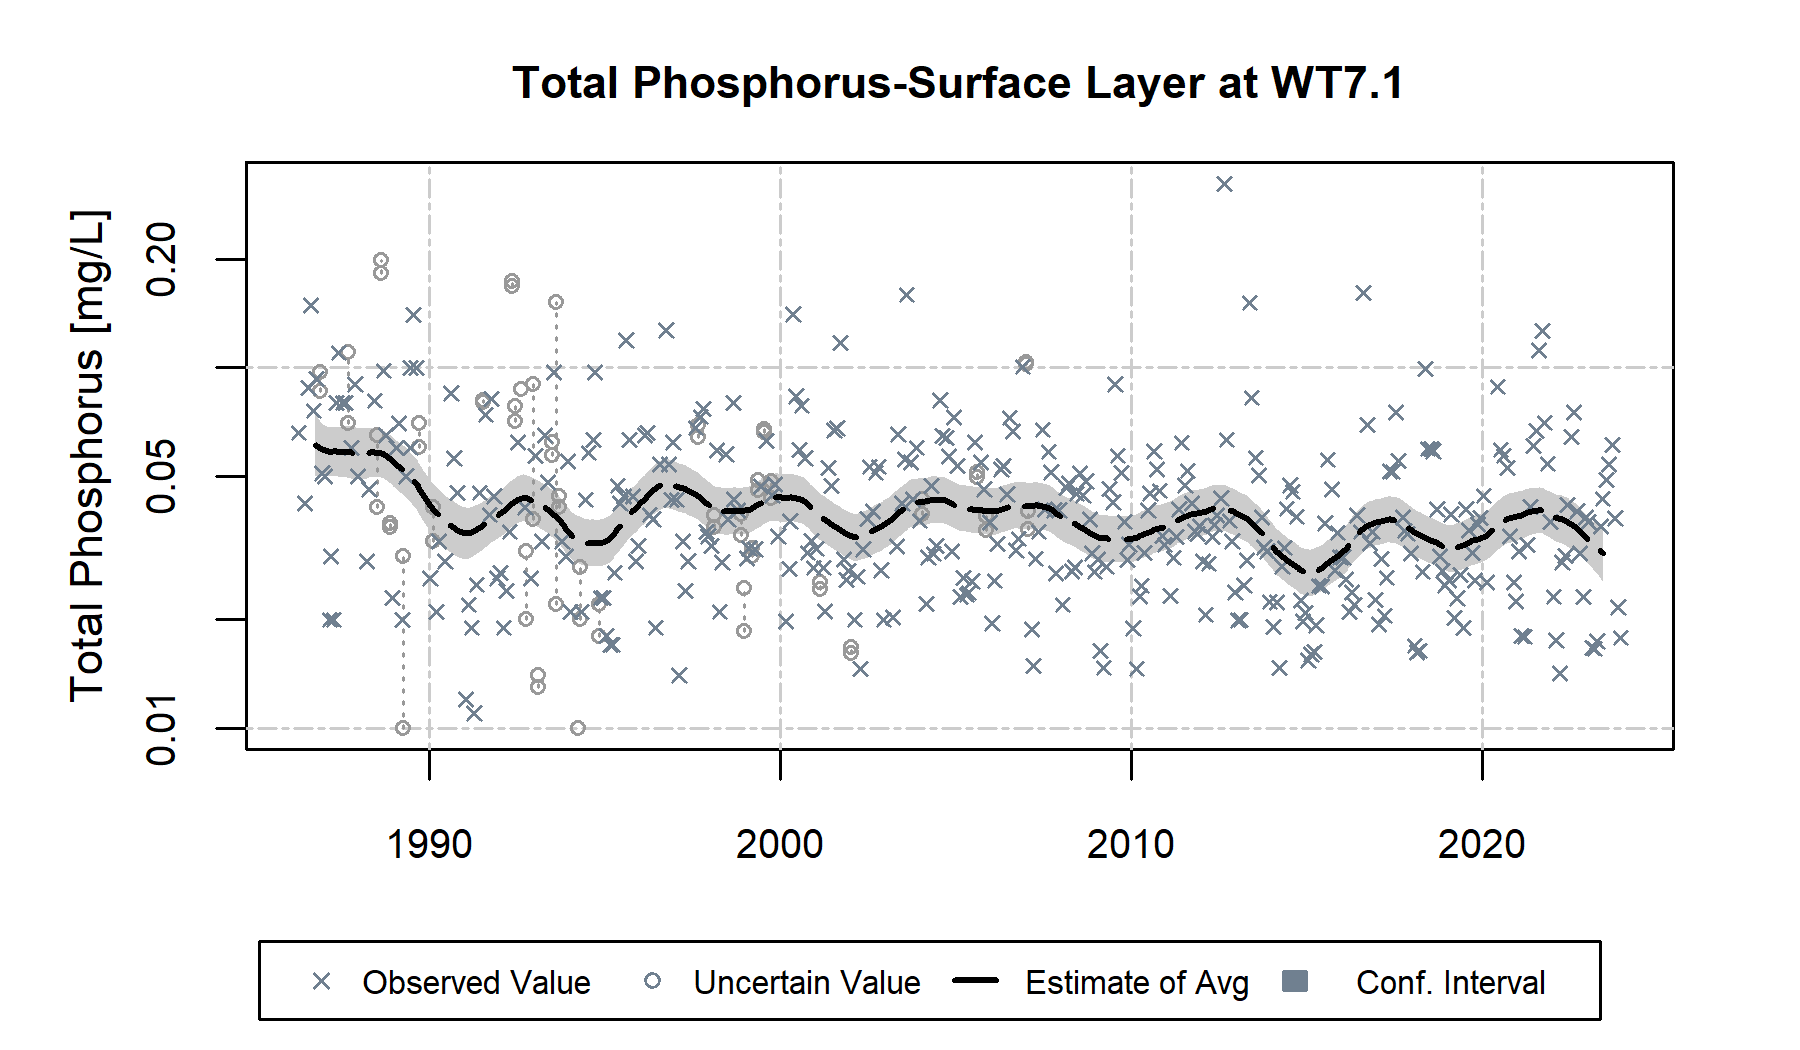 Total Phosphorus-Surface Layer at WT7.1
Total Phosphorus [mg/L]
0.20
0.05
0.01
1990 2000 2010 2020
Observed Value Uncertain Value Estimate of Avg Conf. Interval